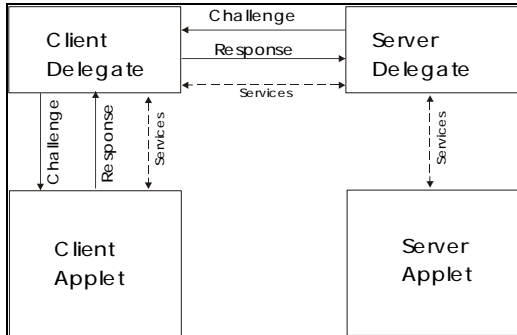 Client
Delegate
Challenge
Response
Services
Server
Delegate
Challenge
Response
Services
Services
Client
Applet
Server
Applet